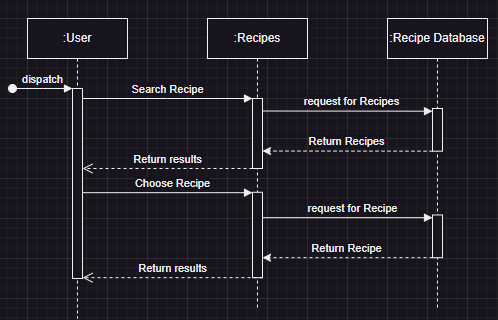 :User
:Recipes
:Recipe Database
dispatch
Search Recipe
request for Recipes
Return Recipes
Return results
Choose Recipe
request for Recipe
Return Recipe
Return results